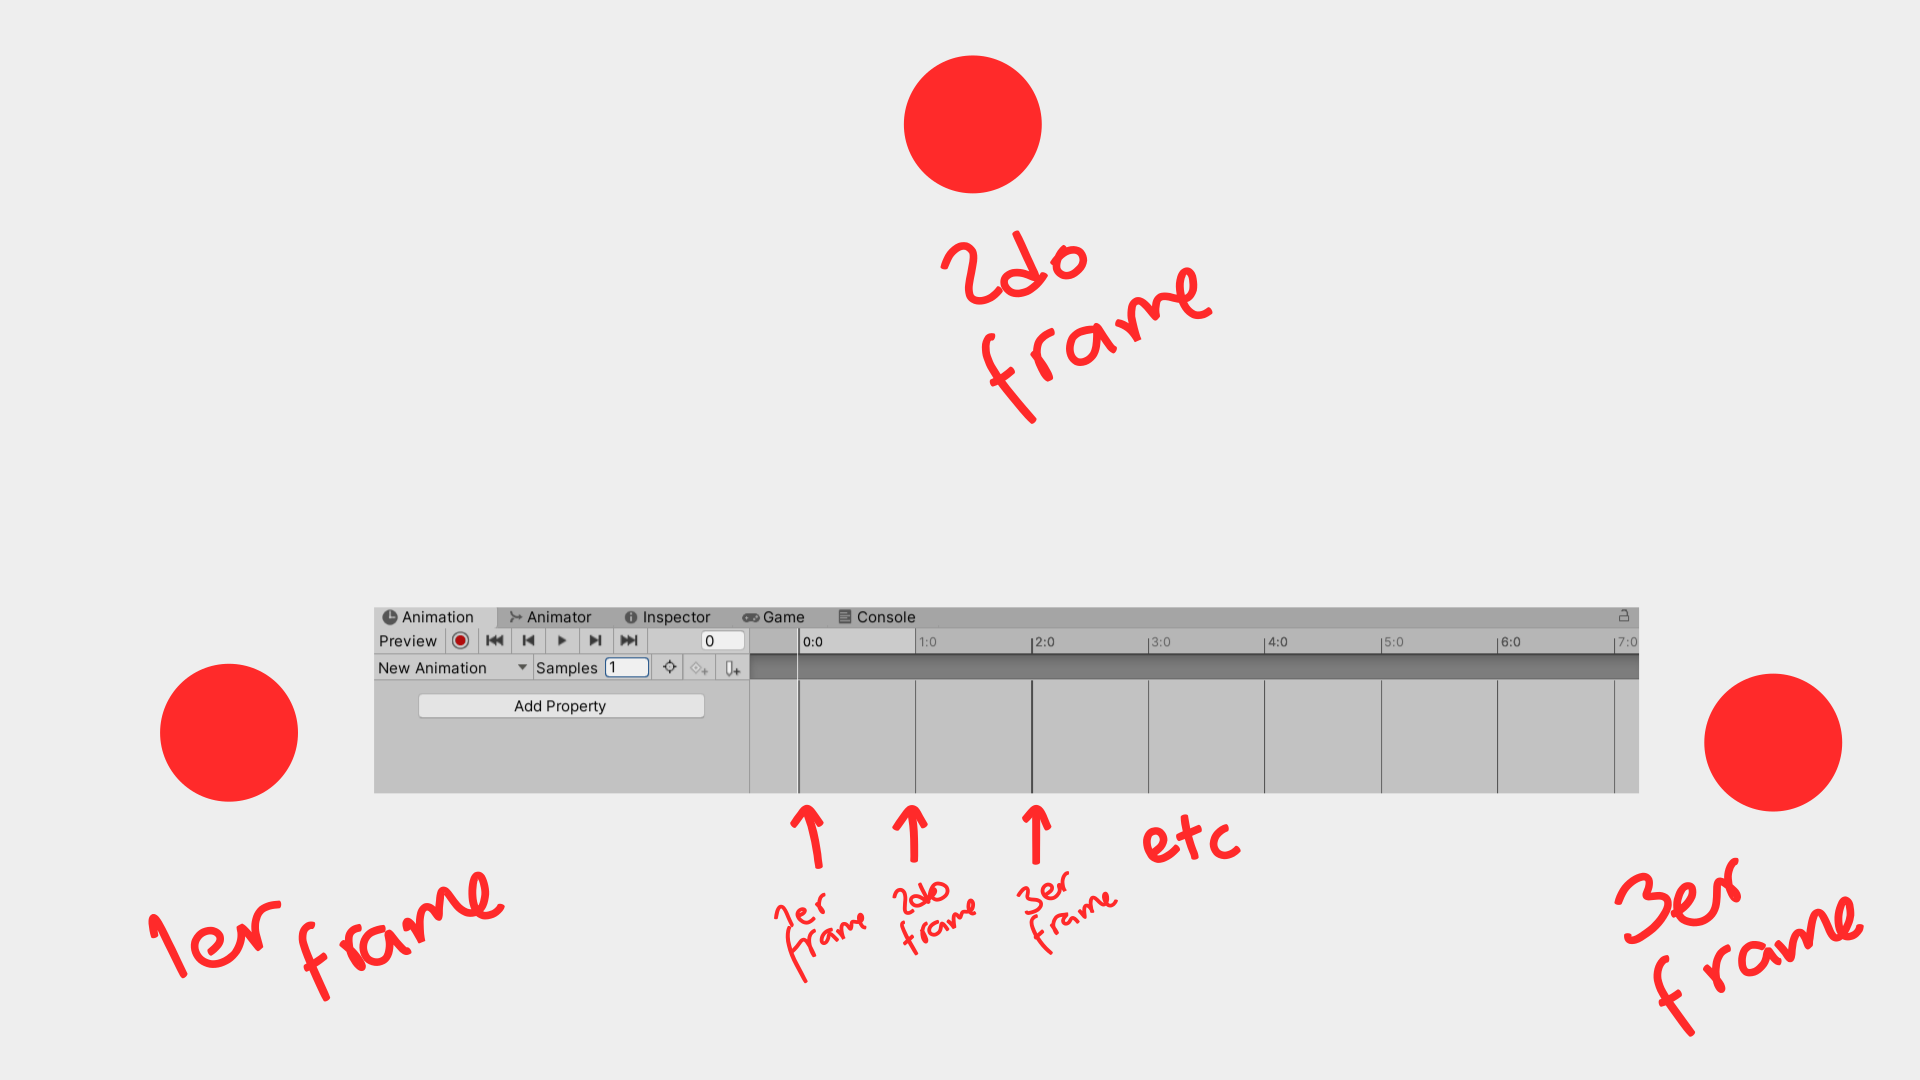 2do
frame
Animation Animator Inspector Game Console
Preview 0 0:0 1:0 2:0 3:0 4:0 5:0 6:0 7:0
New Animation Samples 1
Add Property
etc
1er frame
1er
frame
2do
frame
3er
frame
3er
frame